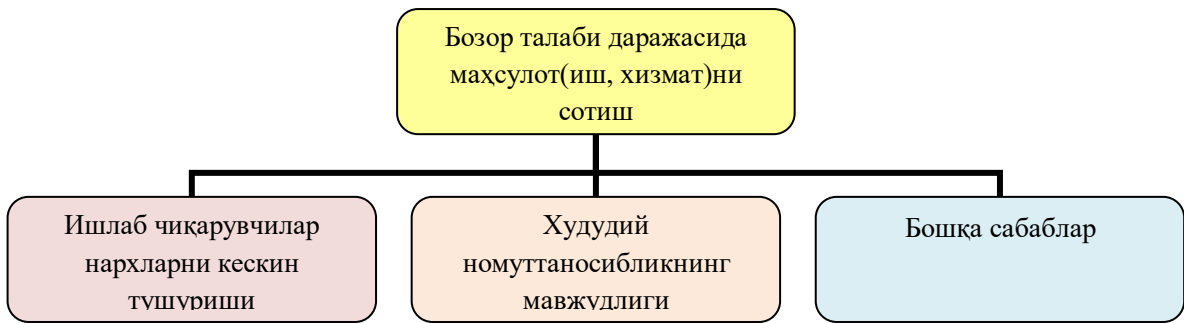 Бозор талаби даражасида
маҳсулот(иш, хизмат)ни
сотиш
Ишлаб чиқарувчилар
нархларни кескин
тушуриши
Худудий
номуттаносибликнинг
мавжудлиги
Бошқа сабаблар